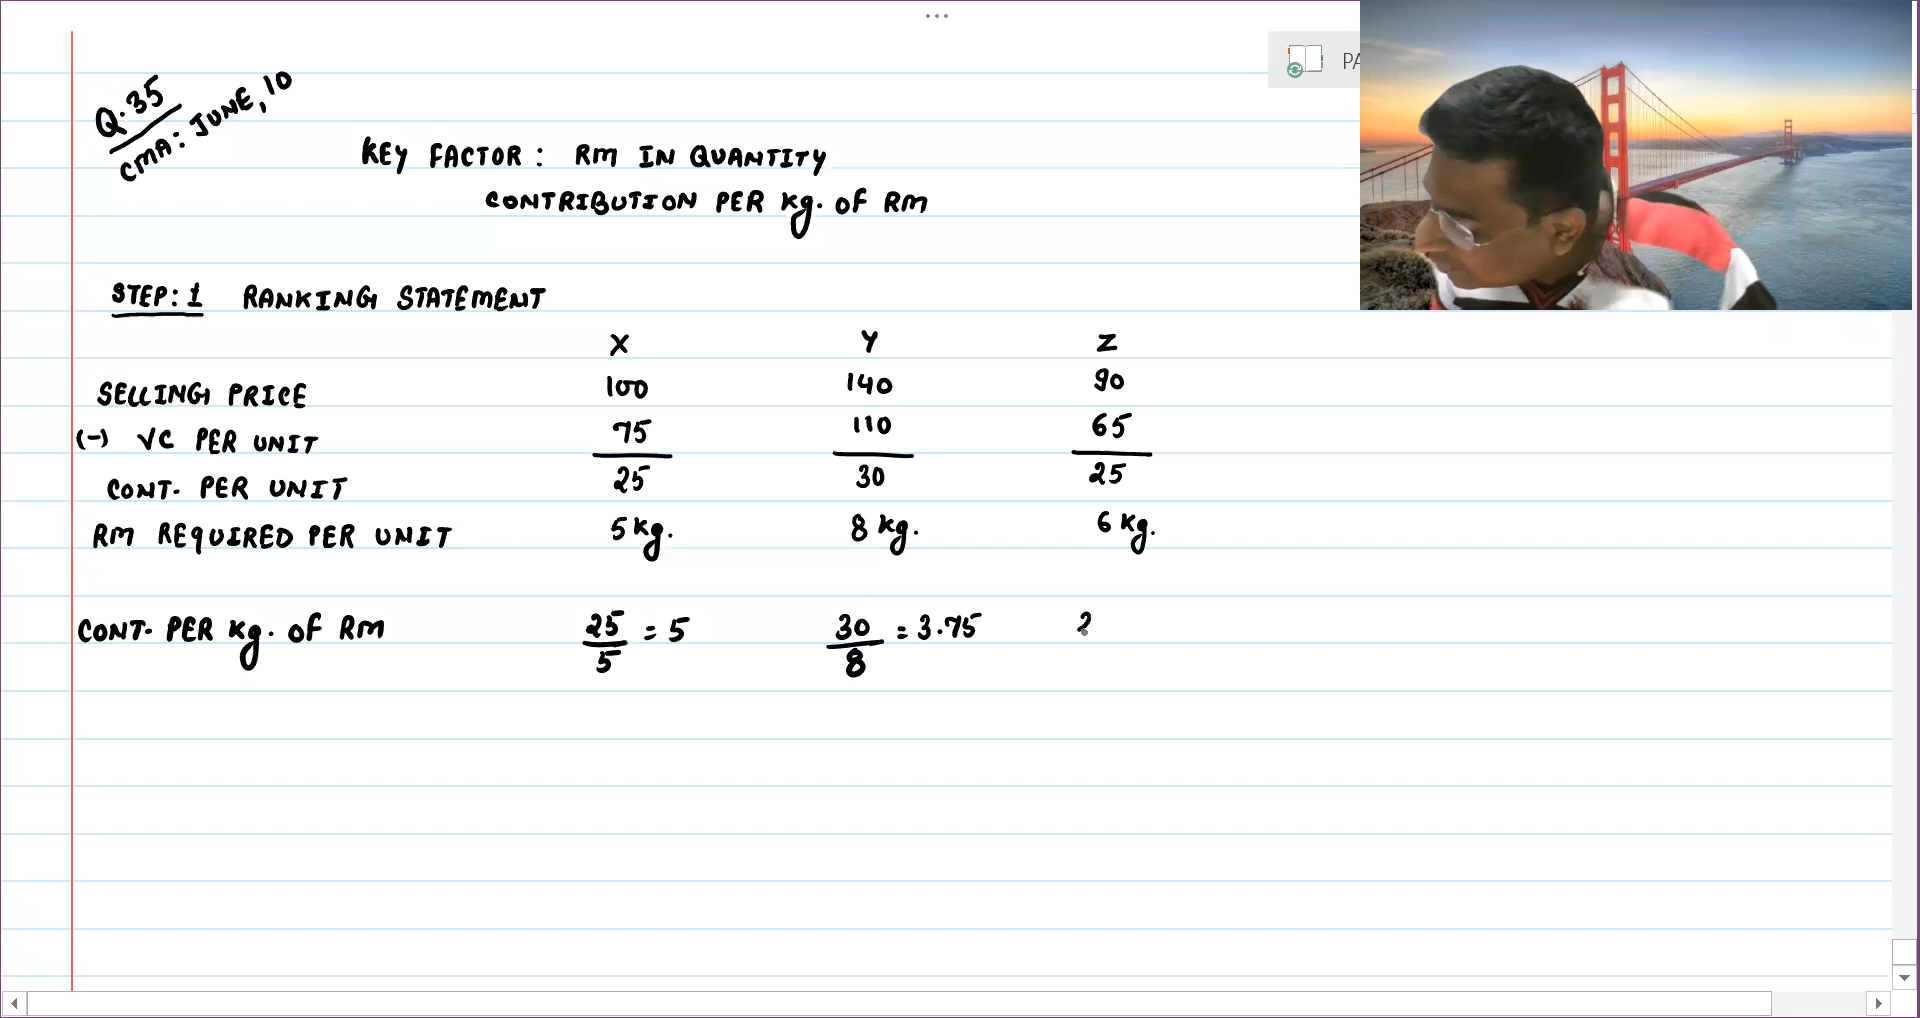 Q.35
CMA: JUNE, 10
PA
KEY FACTOR: RM IN QUANTITY
CONTRIBUTION PER kg. OF RM
STEP: 1 RANKING STATEMENT
X Y Z
SELLING PRICE 100 140 90
(-) VC PER UNIT 75 110 65
CONT. PER UNIT 25 30 25
RM REQUIRED PER UNIT 5 kg. 8 kg. 6 kg.
CONT. PER kg. OF RM 25/5 = 5 30/8 = 3.75 2